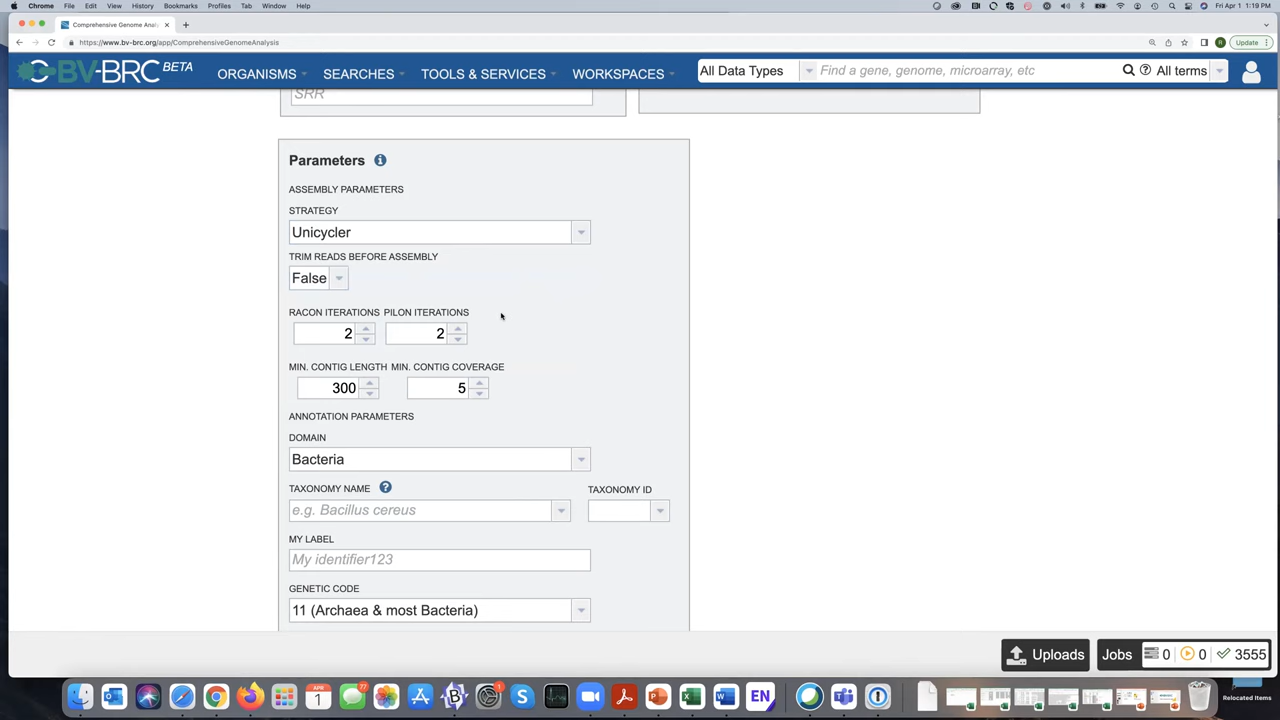 Chrome File Edit View History Bookmarks Profiles Tab Window Help Fri Apr 1 1:19 PM
Comprehensive Genome Anal
https://www.bv-brc.org/app/ComprehensiveGenomeAnalysis R Update
BV-BRC BETA ORGANISMS SEARCHES TOOLS & SERVICES WORKSPACES All Data Types Find a gene, genome, microarray, etc All terms
SRR
Parameters
ASSEMBLY PARAMETERS
STRATEGY
Unicycler
TRIM READS BEFORE ASSEMBLY
False
RACON ITERATIONS PILON ITERATIONS
2 2
MIN. CONTIG LENGTH MIN. CONTIG COVERAGE
300 5
ANNOTATION PARAMETERS
DOMAIN
Bacteria
TAXONOMY NAME TAXONOMY ID
e.g. Bacillus cereus
MY LABEL
My identifier123
GENETIC CODE
11 (Archaea & most Bacteria)
Uploads Jobs 0 0 3555
APR
1
EN
Relocated Items